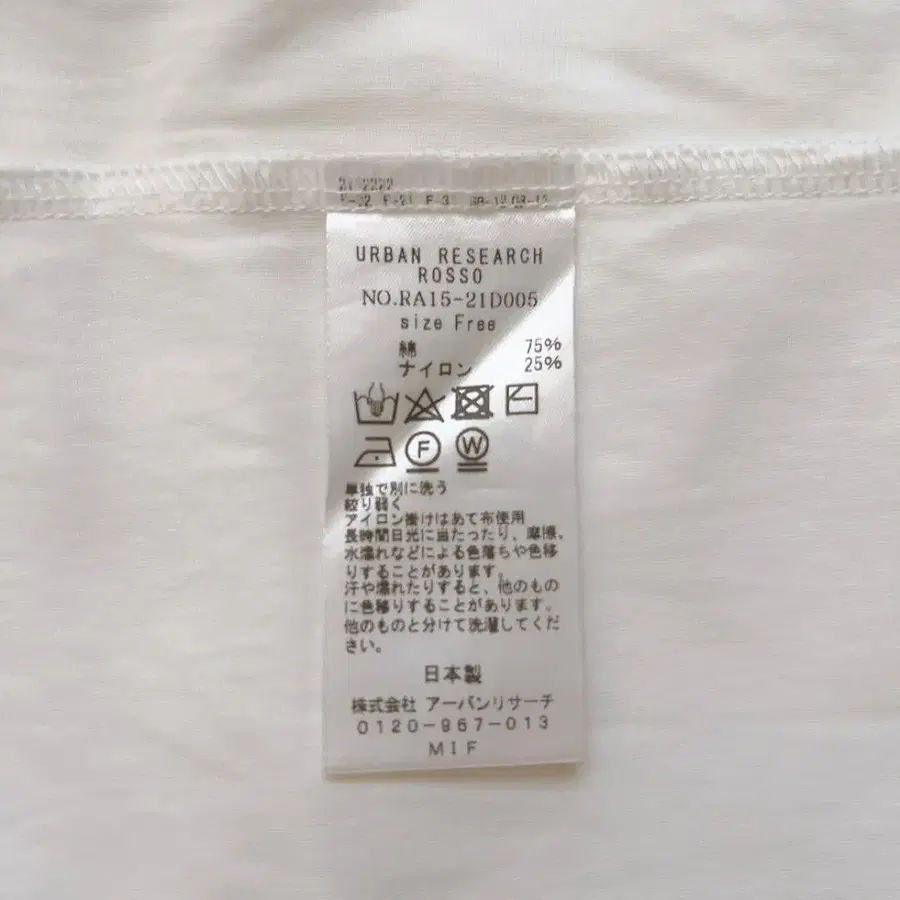 URBAN RESEARCH
ROSSO
NO.RA15-21D005
size Free
綿 75%
ナイロン 25%
F W
単独で別に洗う
絞り弱く
アイロン掛けはあて布使用
長時間日光に当たったり、摩擦、
水濡れなどによる色落ちや色移
りすることがあります。
汗や濡れたりすると、他のもの
に色移りすることがあります。
他のものと分けて洗濯してくだ
さい。
日本製
株式会社 アーバンリサーチ
0120-967-013
MIF